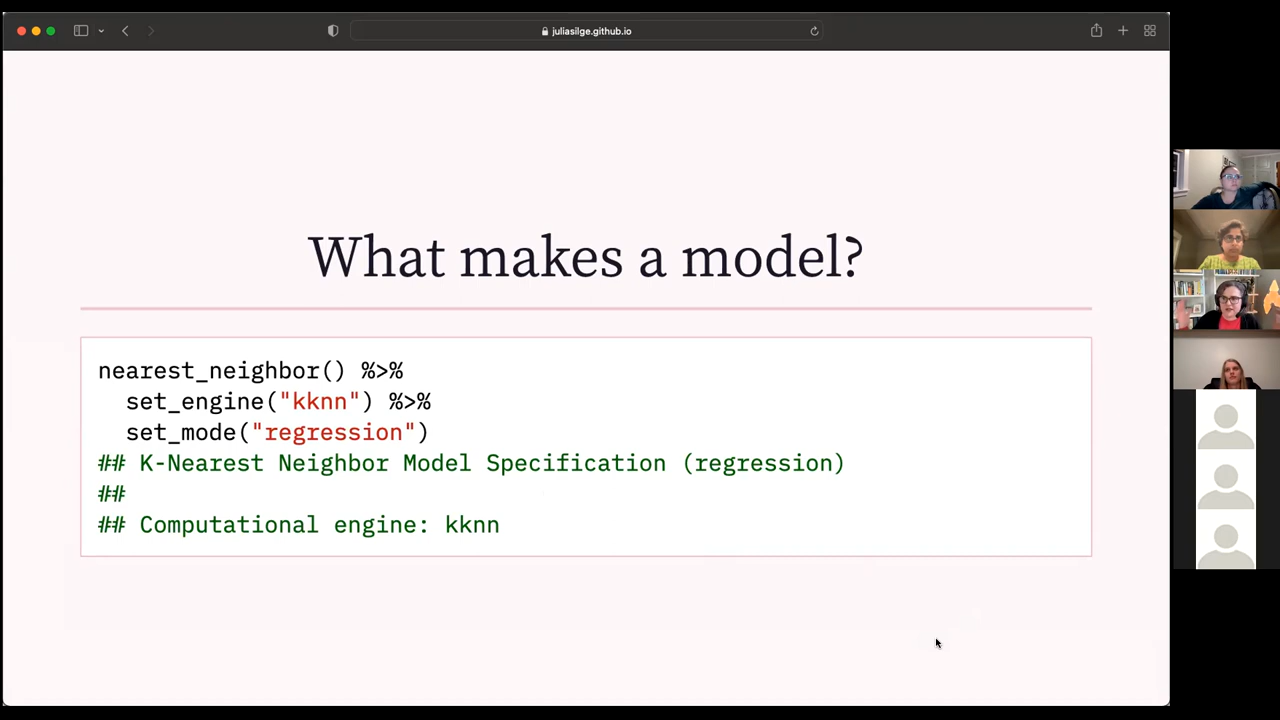 juliasilge.github.io
What makes a model?
nearest_neighbor() %>%
  set_engine("kknn") %>%
  set_mode("regression")
## K-Nearest Neighbor Model Specification (regression)
##
## Computational engine: kknn